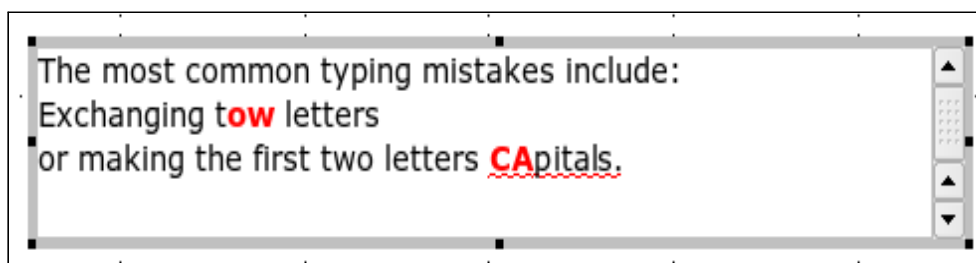 The most common typing mistakes include:
Exchanging tow letters
or making the first two letters CApitals.